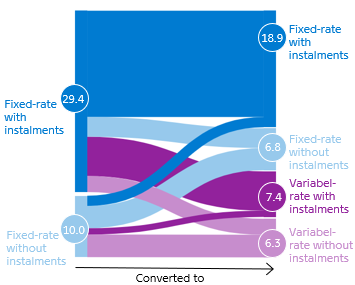 Fixed-rate
with
instalments
29.4
Fixed-rate
without
instalments
10.0
18.9
Fixed-rate
with
instalments
6.8
Fixed-rate
without
instalments
7.4
Variabel-
rate with
instalments
6.3
Variabel-
rate without
instalments
Converted to